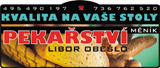 495 490 197 • 736 762 520
KVALITA NA VAŠE STOLY
MĚNÍK
PEKAŘSTVÍ
LIBOR OBEŠLO